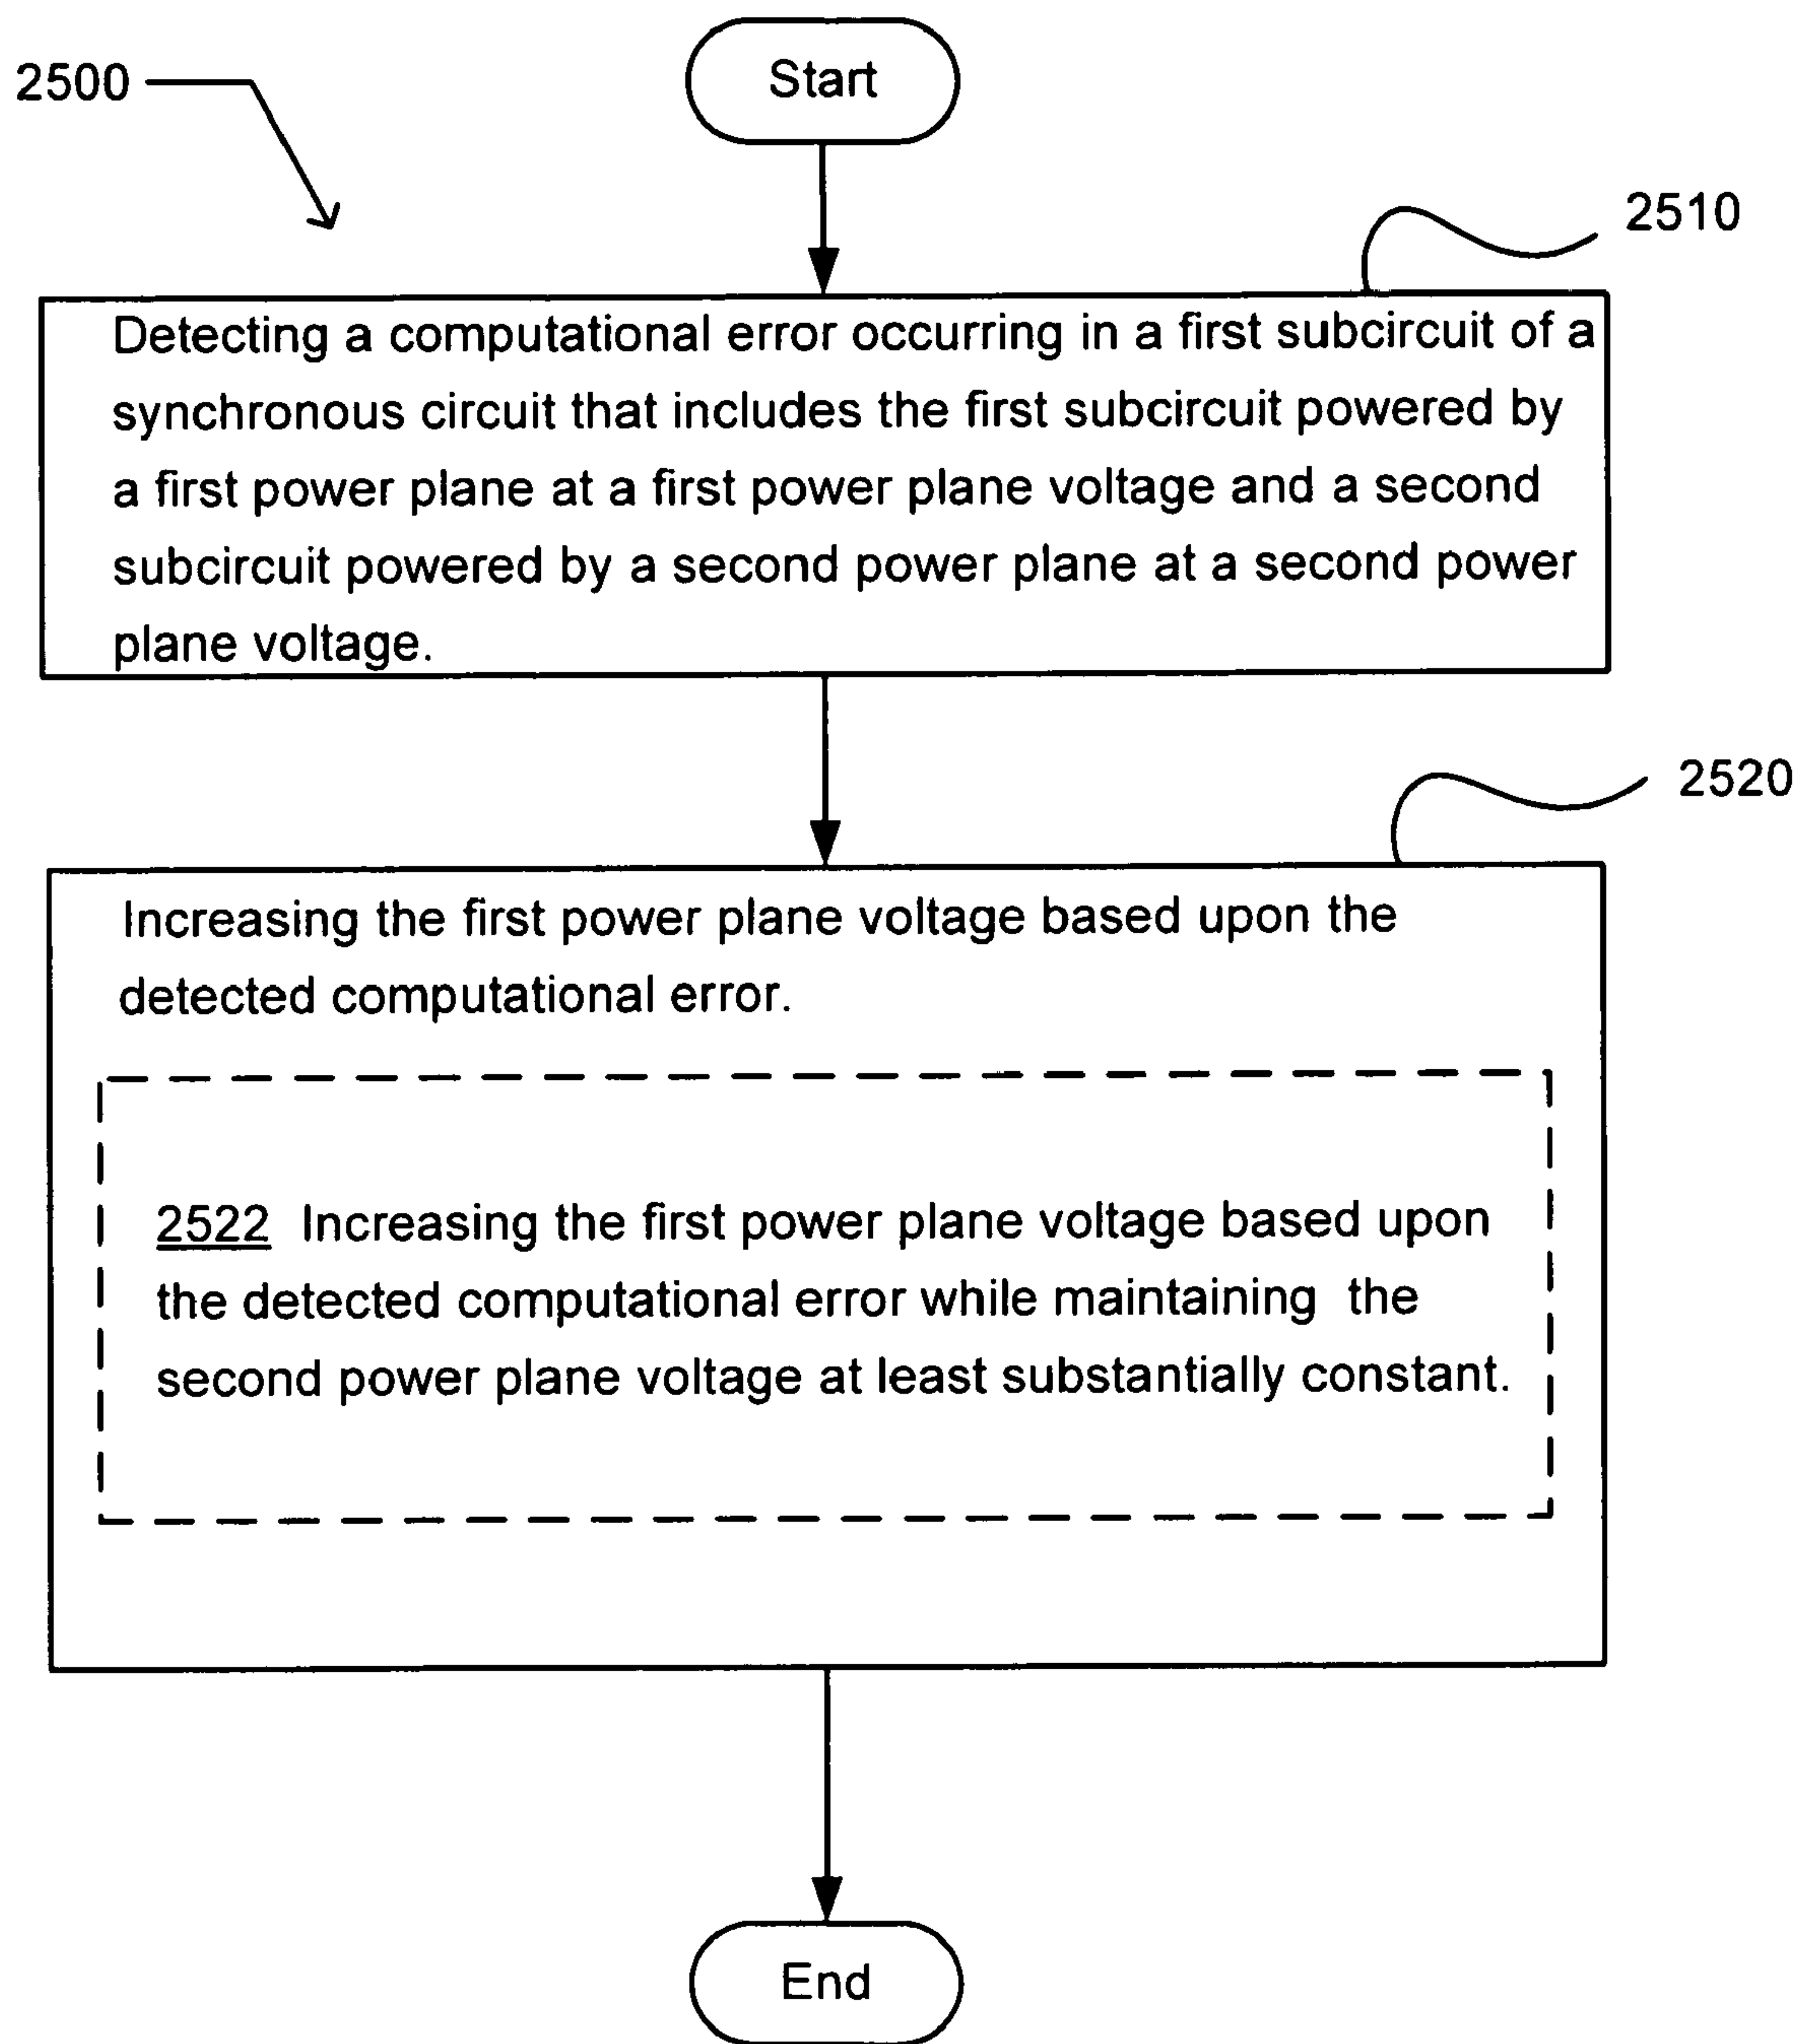 Start
2500
2510
Detecting a computational error occurring in a first subcircuit of a
synchronous circuit that includes the first subcircuit powered by
a first power plane at a first power plane voltage and a second
subcircuit powered by a second power plane at a second power
plane voltage.
2520
Increasing the first power plane voltage based upon the
detected computational error.
2522 Increasing the first power plane voltage based upon
the detected computational error while maintaining the
second power plane voltage at least substantially constant.
End